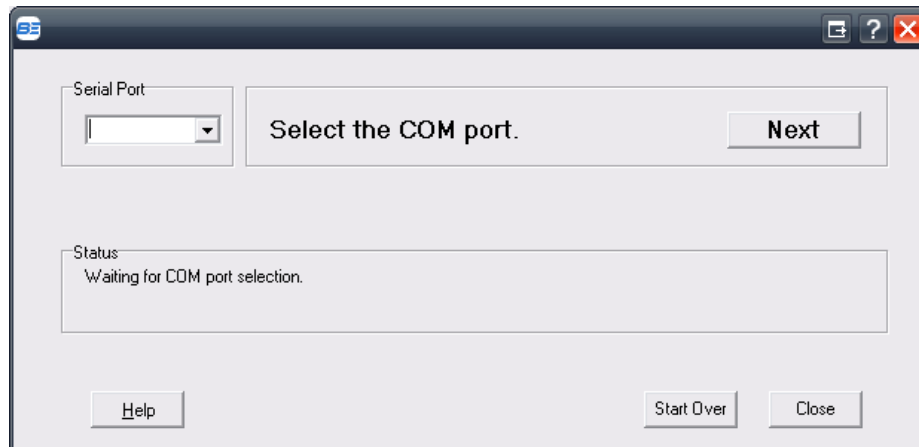 Serial Port
Select the COM port.
Next
Status
Waiting for COM port selection.
Help
Start Over
Close